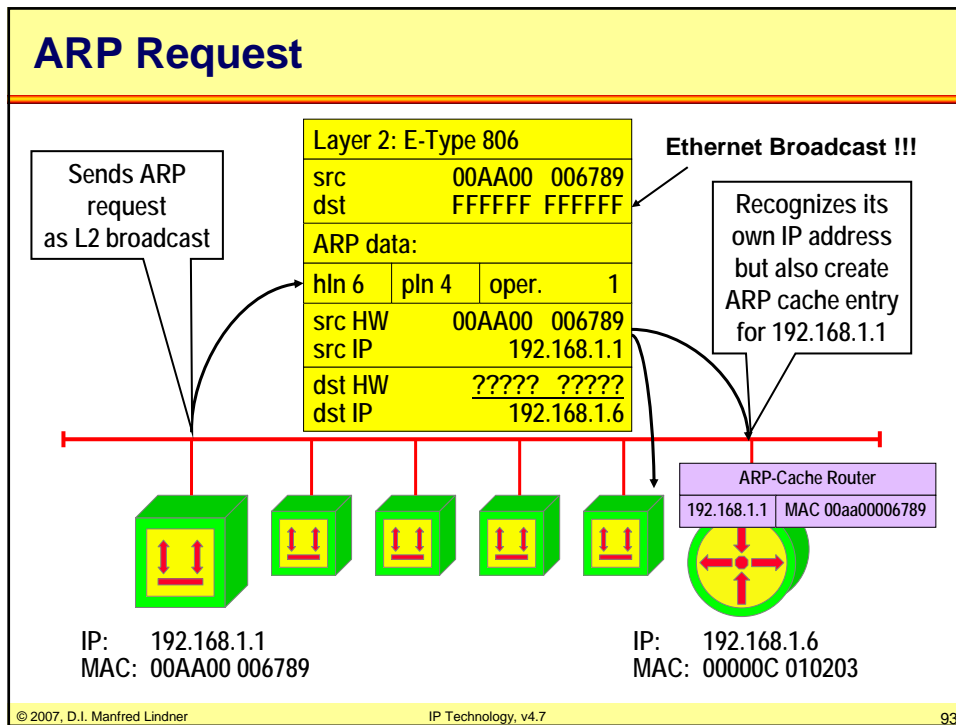 ARP Request
Sends ARP
request
as L2 broadcast
Layer 2: E-Type 806
src 00AA00 006789
dst FFFFFF FFFFFF
ARP data:
hln 6 pln 4 oper. 1
src HW 00AA00 006789
src IP 192.168.1.1
dst HW ????? ?????
dst IP 192.168.1.6
Ethernet Broadcast !!!
Recognizes its
own IP address
but also create
ARP cache entry
for 192.168.1.1
ARP-Cache Router
192.168.1.1 MAC 00aa00006789
IP: 192.168.1.1
MAC: 00AA00 006789
IP: 192.168.1.6
MAC: 00000C 010203
© 2007, D.I. Manfred Lindner
IP Technology, v4.7
93